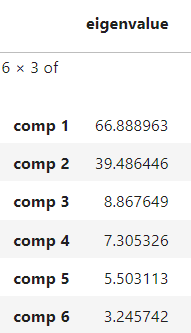 eigenvalue
6 × 3 of
comp 1 66.888963
comp 2 39.486446
comp 3 8.867649
comp 4 7.305326
comp 5 5.503113
comp 6 3.245742